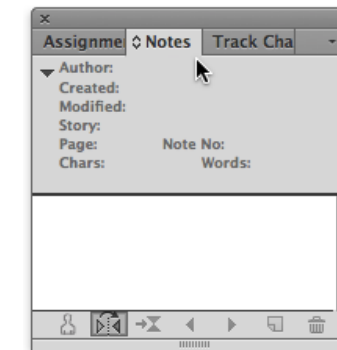 Assignme Notes Track Cha
Author:
Created:
Modified:
Story:
Page: Note No:
Chars: Words: